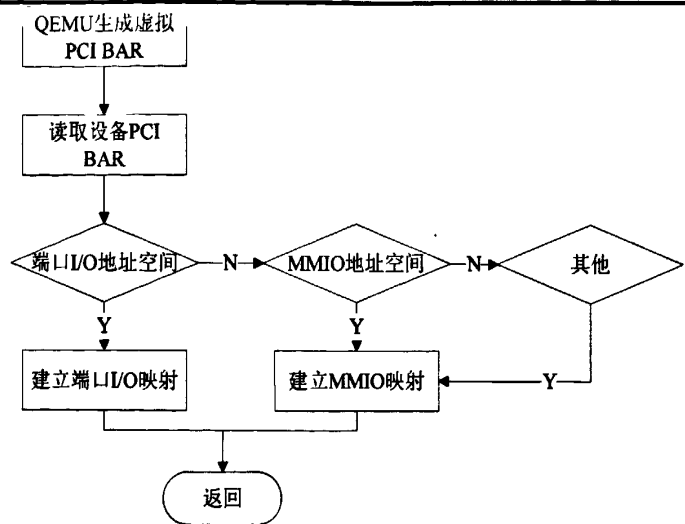 QEMU生成虚拟
PCI BAR
读取设备PCI
BAR
端口I/O地址空间
N
MMIO地址空间
N
其他
Y
Y
建立端口I/O映射
建立MMIO映射
Y
返回